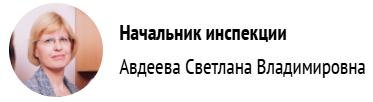 Начальник инспекции
Авдеева Светлана Владимировна